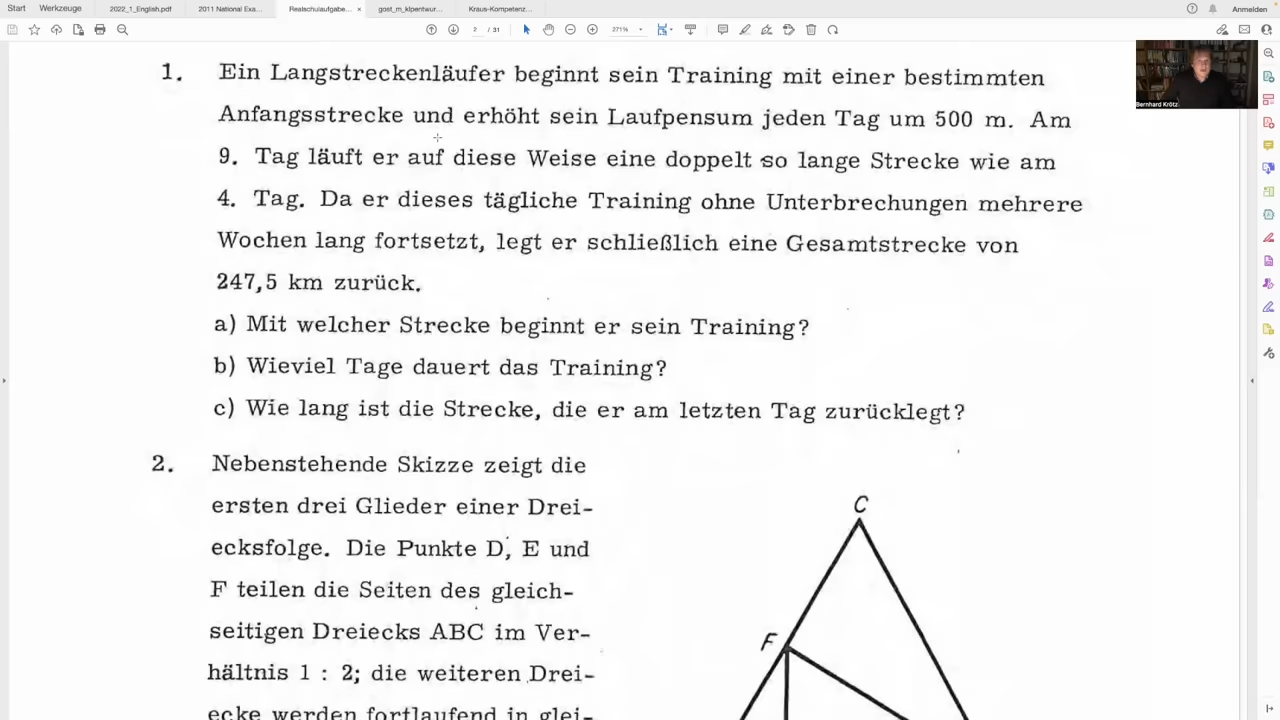 Start Werkzeuge 2022_1_English.pdf 2011 National Exa... Realschulaufgabe... × gost_m_klpentwur... Kraus-Kompetenz... Anmelden
2 / 31 271%
Bernhard Krötz
1. Ein Langstreckenläufer beginnt sein Training mit einer bestimmten
Anfangsstrecke und erhöht sein Laufpensum jeden Tag um 500 m. Am
9. Tag läuft er auf diese Weise eine doppelt so lange Strecke wie am
4. Tag. Da er dieses tägliche Training ohne Unterbrechungen mehrere
Wochen lang fortsetzt, legt er schließlich eine Gesamtstrecke von
247,5 km zurück.
a) Mit welcher Strecke beginnt er sein Training?
b) Wieviel Tage dauert das Training?
c) Wie lang ist die Strecke, die er am letzten Tag zurücklegt?
2. Nebenstehende Skizze zeigt die
ersten drei Glieder einer Drei-
ecksfolge. Die Punkte D, E und
F teilen die Seiten des gleich-
seitigen Dreiecks ABC im Ver-
hältnis 1 : 2; die weiteren Drei-
ecke werden fortlaufend in glei-
C
F